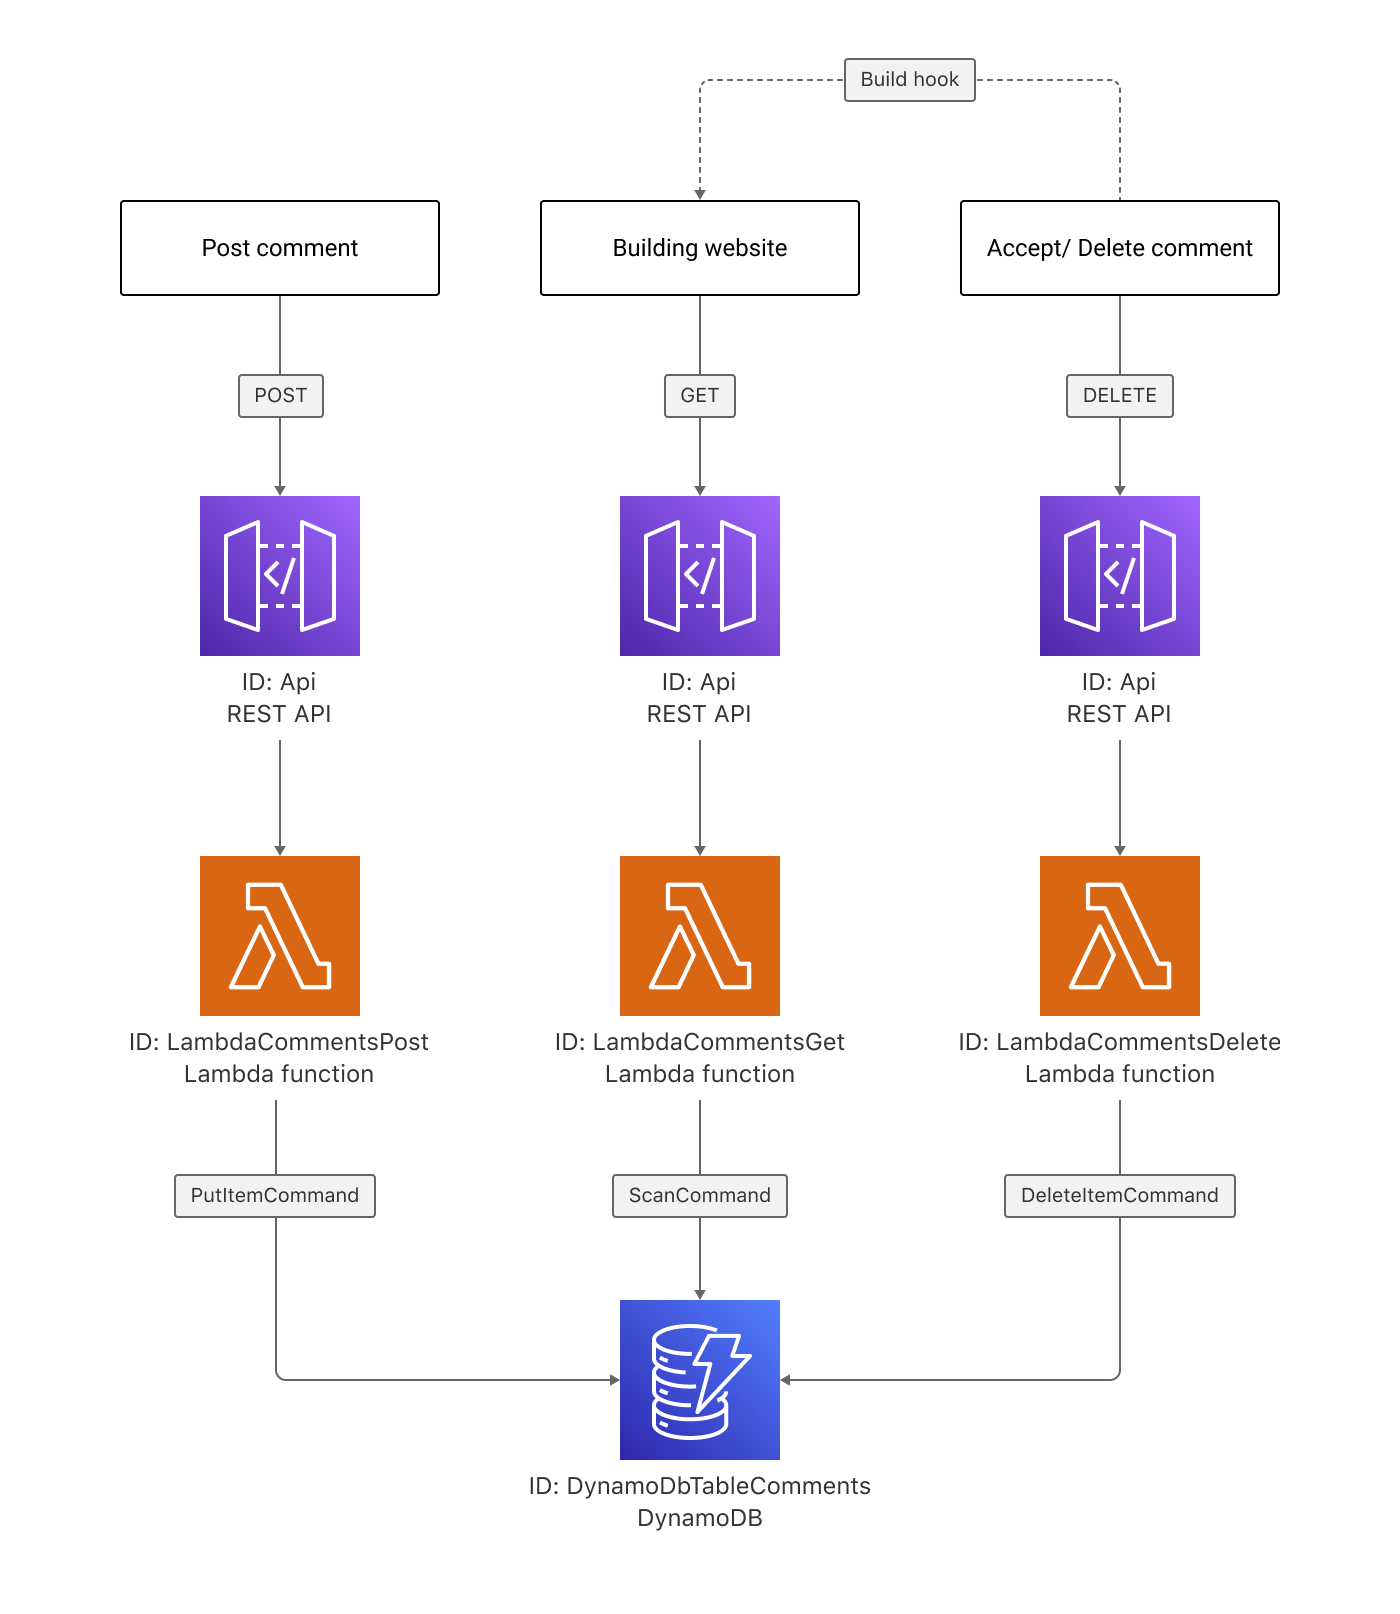 Build hook
Post comment
Building website
Accept/ Delete comment
POST
GET
DELETE
ID: Api
REST API
ID: Api
REST API
ID: Api
REST API
ID: LambdaCommentsPost
Lambda function
ID: LambdaCommentsGet
Lambda function
ID: LambdaCommentsDelete
Lambda function
PutItemCommand
ScanCommand
DeleteItemCommand
ID: DynamoDbTableComments
DynamoDB